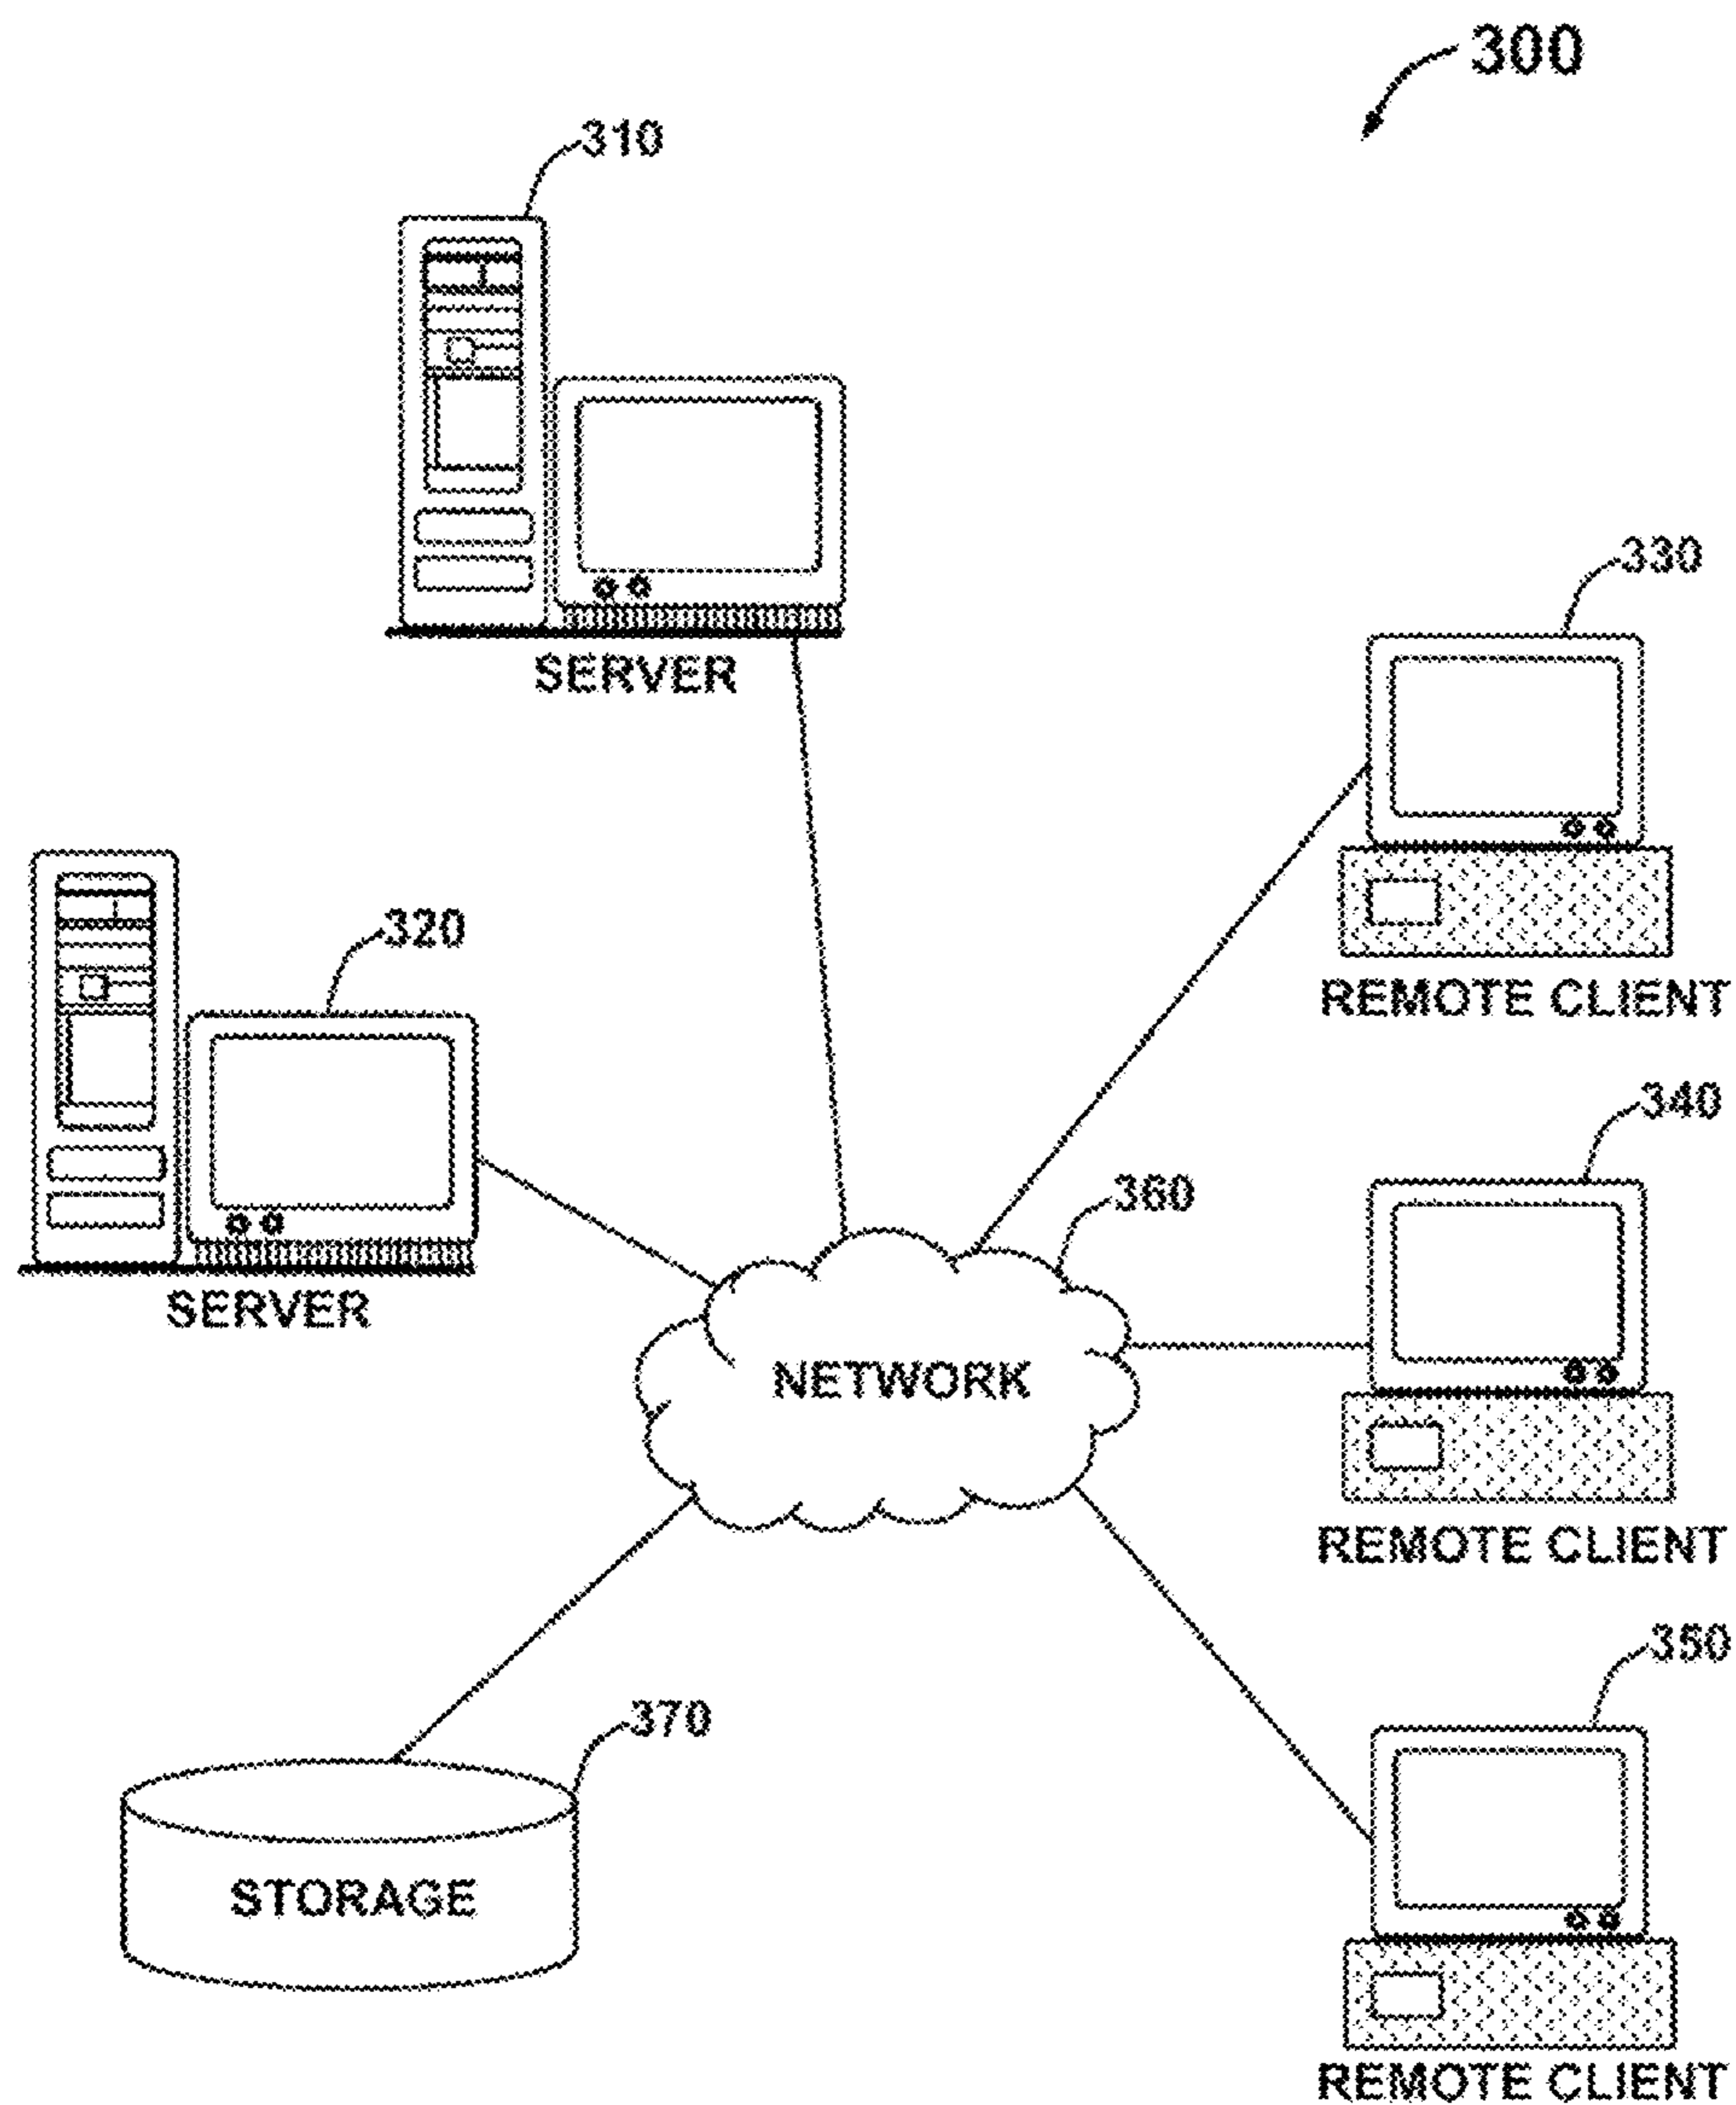 300
310
SERVER
330
REMOTE CLIENT
320
SERVER
340
REMOTE CLIENT
360
NETWORK
350
REMOTE CLIENT
370
STORAGE